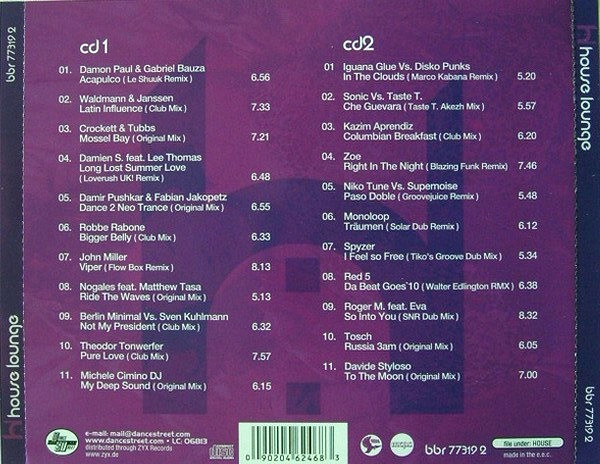 bbr 77319 2
house lounge
cd1
01. Damon Paul & Gabriel Bauza
Acapulco ( Le Shuuk Remix ) 6.56
02. Waldmann & Janssen
Latin Influence ( Club Mix ) 7.33
03. Crockett & Tubbs
Mossel Bay ( Original Mix ) 7.21
04. Damien S. feat. Lee Thomas
Long Lost Summer Love
( Loverush UK! Remix ) 6.48
05. Damir Pushkar & Fabian Jakopetz
Dance 2 Neo Trance ( Original Mix ) 6.55
06. Robbe Rabone
Bigger Belly ( Club Mix ) 6.33
07. John Miller
Viper ( Flow Box Remix ) 8.13
08. Nogales feat. Matthew Tasa
Ride The Waves ( Original Mix ) 5.13
09. Berlin Minimal Vs. Sven Kuhlmann
Not My President ( Club Mix ) 6.32
10. Theodor Tonwerfer
Pure Love ( Club Mix ) 7.57
11. Michele Cimino DJ
My Deep Sound ( Original Mix ) 6.15
cd2
01 Iguana Glue Vs. Disko Punks
In The Clouds ( Marco Kabana Remix ) 5.20
02. Sonic Vs. Taste T.
Che Guevara ( Taste T. Akezh Mix ) 5.57
03. Kazim Aprendiz
Columbian Breakfast ( Club Mix ) 6.20
04. Zoe
Right In The Night ( Blazing Funk Remix) 7.46
05. Niko Tune Vs. Supernoise
Paso Doble ( Groovejuice Remix ) 5.48
06. Monoloop
Träumen ( Solar Dub Remix ) 6.12
07. Spyzer
I Feel so Free ( Tiko's Groove Dub Mix ) 5.34
08. Red 5
Da Beat Goes´10 ( Walter Edlington RMX ) 6.38
09. Roger M. feat. Eva
So Into You ( SNR Dub Mix ) 8.32
10. Tosch
Russia 3am ( Original Mix ) 6.05
11. Davide Styloso
To The Moon ( Original Mix ) 7.00
e-mail: mail@dancestreet.com
www.dancestreet.com • LC: 06813
distributed through ZYX Records
www.zyx.de
0 90204 62468 3
bbr 77319 2
file under: HOUSE
made in the e.e.c.
house lounge
bbr 77319 2